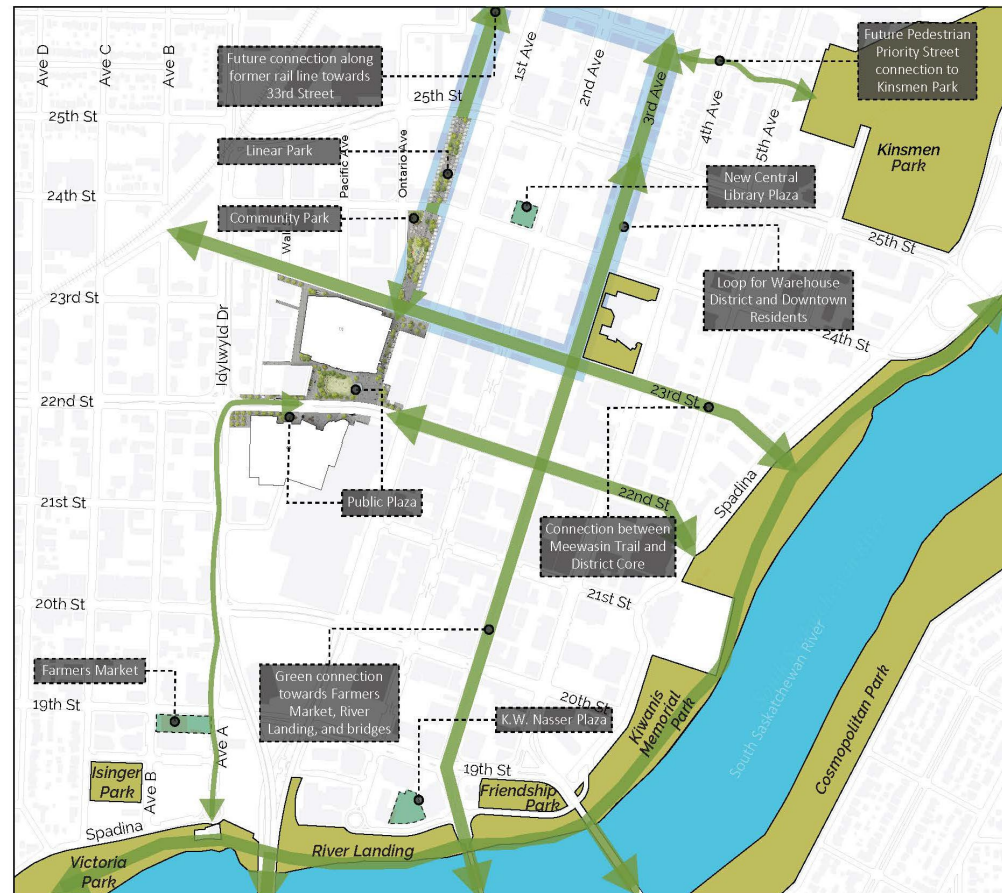 Ave D
Ave C
Ave B
Future connection along
former rail line towards
33rd Street
1st Ave
2nd Ave
3rd Ave
4th Ave
5th Ave
Future Pedestrian
Priority Street
connection to
Kinsmen Park
25th St
25th St
Linear Park
Pacific Ave
Ontario Ave
Kinsmen
Park
New Central
Library Plaza
24th St
Community Park
25th St
Wall
Loop for Warehouse
District and Downtown
Residents
23rd St
Idylwyld Dr
24th St
22nd St
23rd St
Public Plaza
22nd St
Spadina
21st St
Connection between
Meewasin Trail and
District Core
21st St
20th St
Farmers Market
Green connection
towards Farmers
Market, River
Landing, and bridges
20th St
K.W. Nasser Plaza
Kiwanis
Memorial
Park
South Saskatchewan River
Cosmopolitan Park
19th St
Ave A
19th St
Isinger
Park
Ave B
Friendship
Park
Spadina
River Landing
Victoria
Park